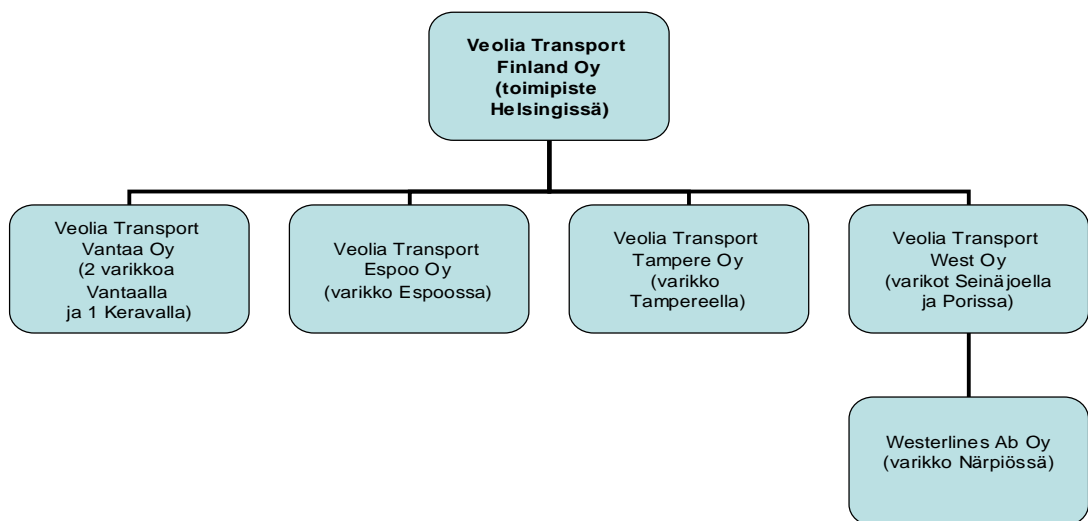 Veolia Transport
Finland Oy
(toimipiste
Helsingissä)
Veolia Transport
Vantaa Oy
(2 varikkoa
Vantaalla
ja 1 Keravalla)
Veolia Transport
Espoo Oy
(varikko Espoossa)
Veolia Transport
Tampere Oy
(varikko
Tampereella)
Veolia Transport
West Oy
(varikot Seinäjoella
ja Porissa)
Westerlines Ab Oy
(varikko Närpiössä)